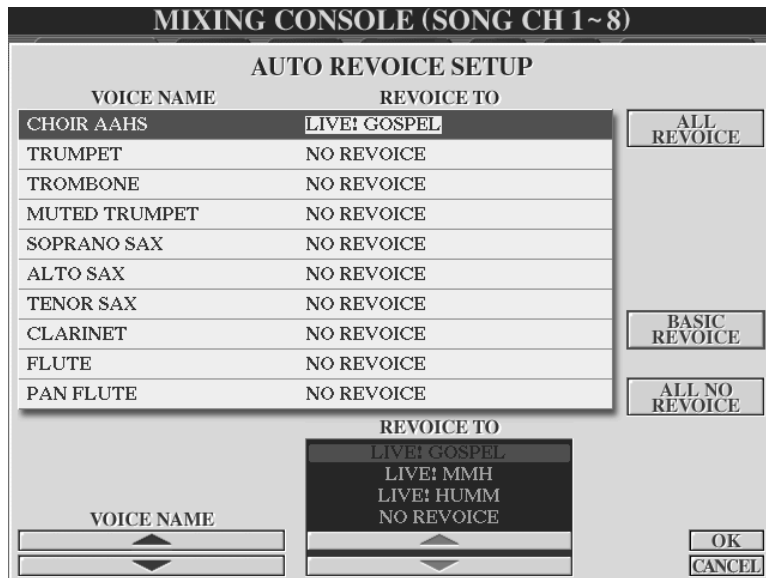 MIXING CONSOLE (SONG CH 1~8)
AUTO REVOICE SETUP
VOICE NAME REVOICE TO
CHOIR AAHS LIVE! GOSPEL
TRUMPET NO REVOICE
TROMBONE NO REVOICE
MUTED TRUMPET NO REVOICE
SOPRANO SAX NO REVOICE
ALTO SAX NO REVOICE
TENOR SAX NO REVOICE
CLARINET NO REVOICE
FLUTE NO REVOICE
PAN FLUTE NO REVOICE
ALL
REVOICE
BASIC
REVOICE
ALL NO
REVOICE
REVOICE TO
LIVE! GOSPEL
LIVE! MMH
LIVE! HUMM
NO REVOICE
VOICE NAME
OK
CANCEL